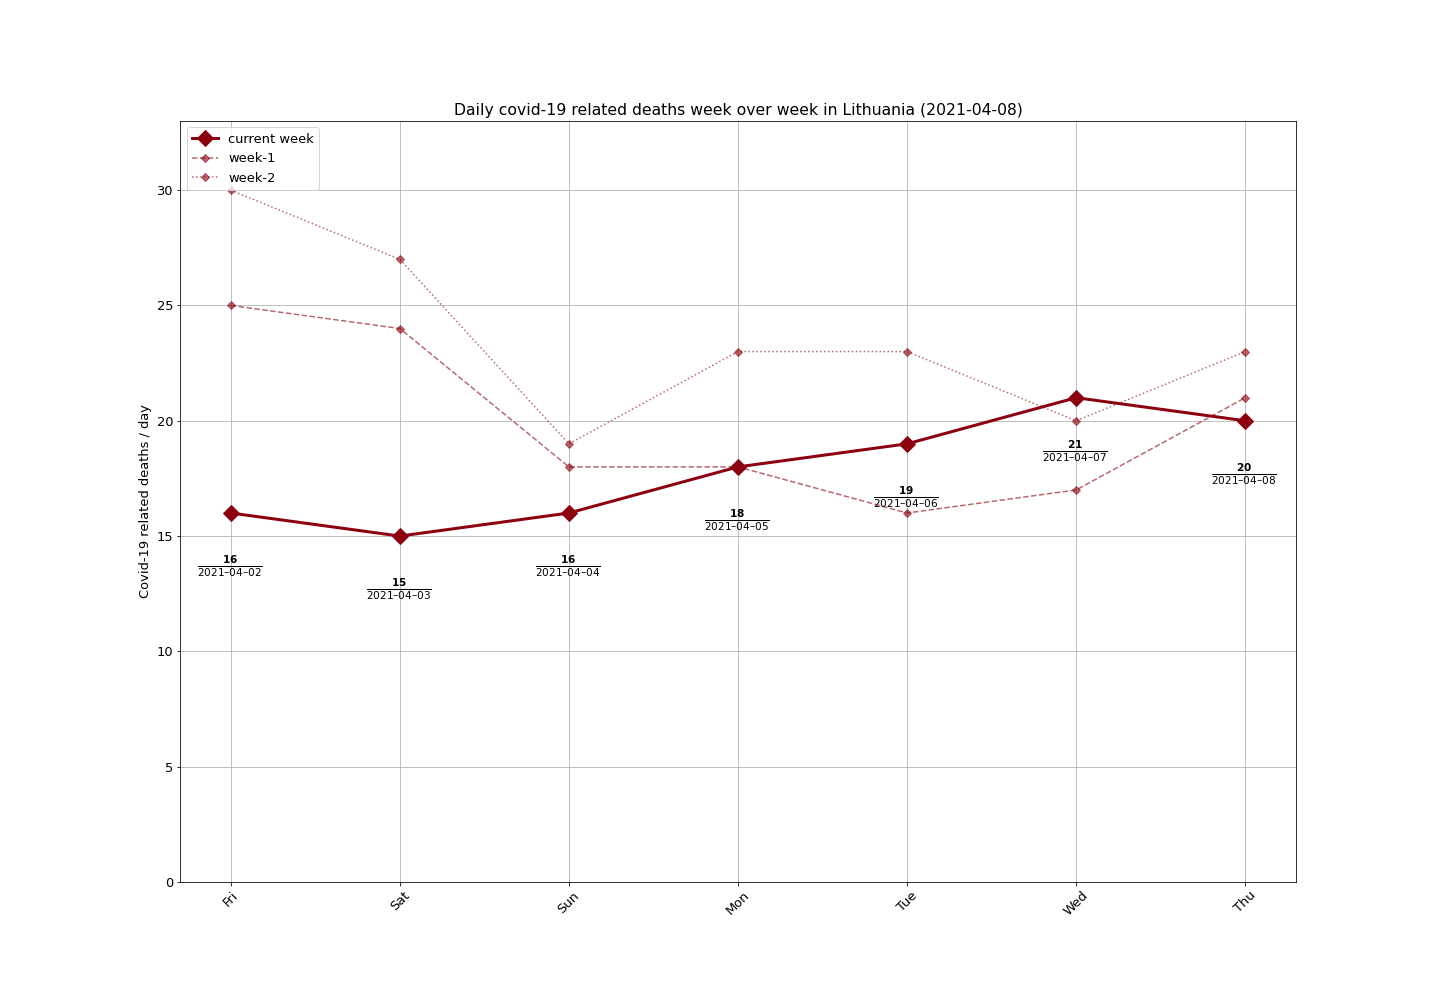 Daily covid-19 related deaths week over week in Lithuania (2021-04-08)
current week
week-1
week-2
Covid-19 related deaths / day
30
25
20
15
10
5
0
16
2021–04–02
15
2021–04–03
16
2021–04–04
18
2021–04–05
19
2021–04–06
21
2021–04–07
20
2021–04–08
Fri
Sat
Sun
Mon
Tue
Wed
Thu